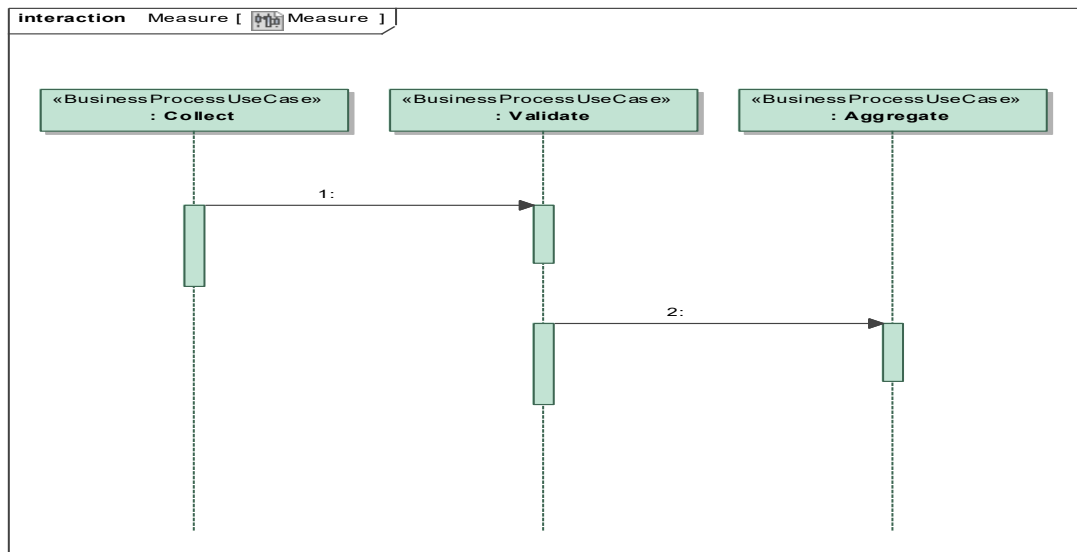 interaction Measure [ Measure ]
«BusinessProcessUseCase»
: Collect
«BusinessProcessUseCase»
: Validate
«BusinessProcessUseCase»
: Aggregate
1:
2: